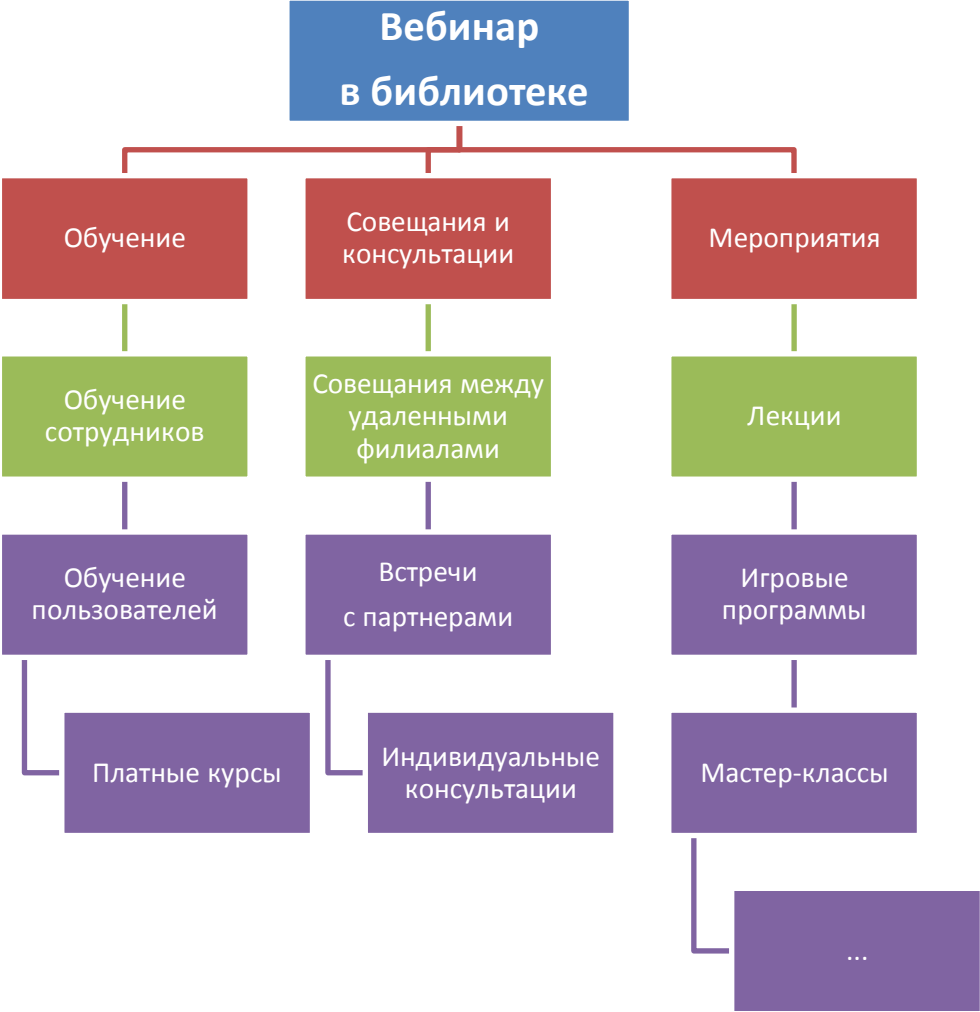 Вебинар
в библиотеке
Обучение
Совещания и
консультации
Мероприятия
Обучение
сотрудников
Совещания между
удаленными
филиалами
Лекции
Обучение
пользователей
Встречи
с партнерами
Игровые
программы
Платные курсы
Индивидуальные
консультации
Мастер-классы
...